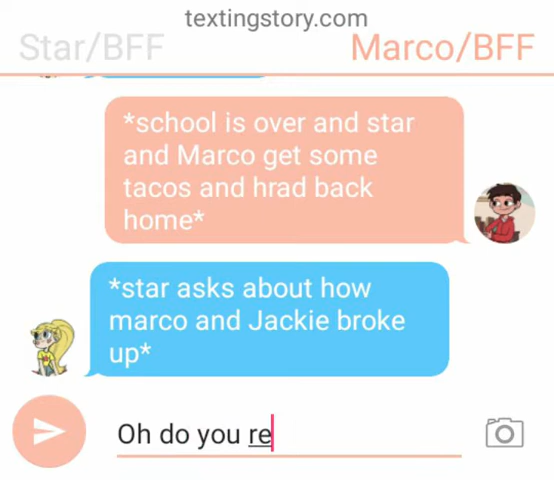 textingstory.com
Star/BFF
Marco/BFF
*school is over and star
and Marco get some
tacos and hrad back
home*
*star asks about how
marco and Jackie broke
up*
Oh do you re